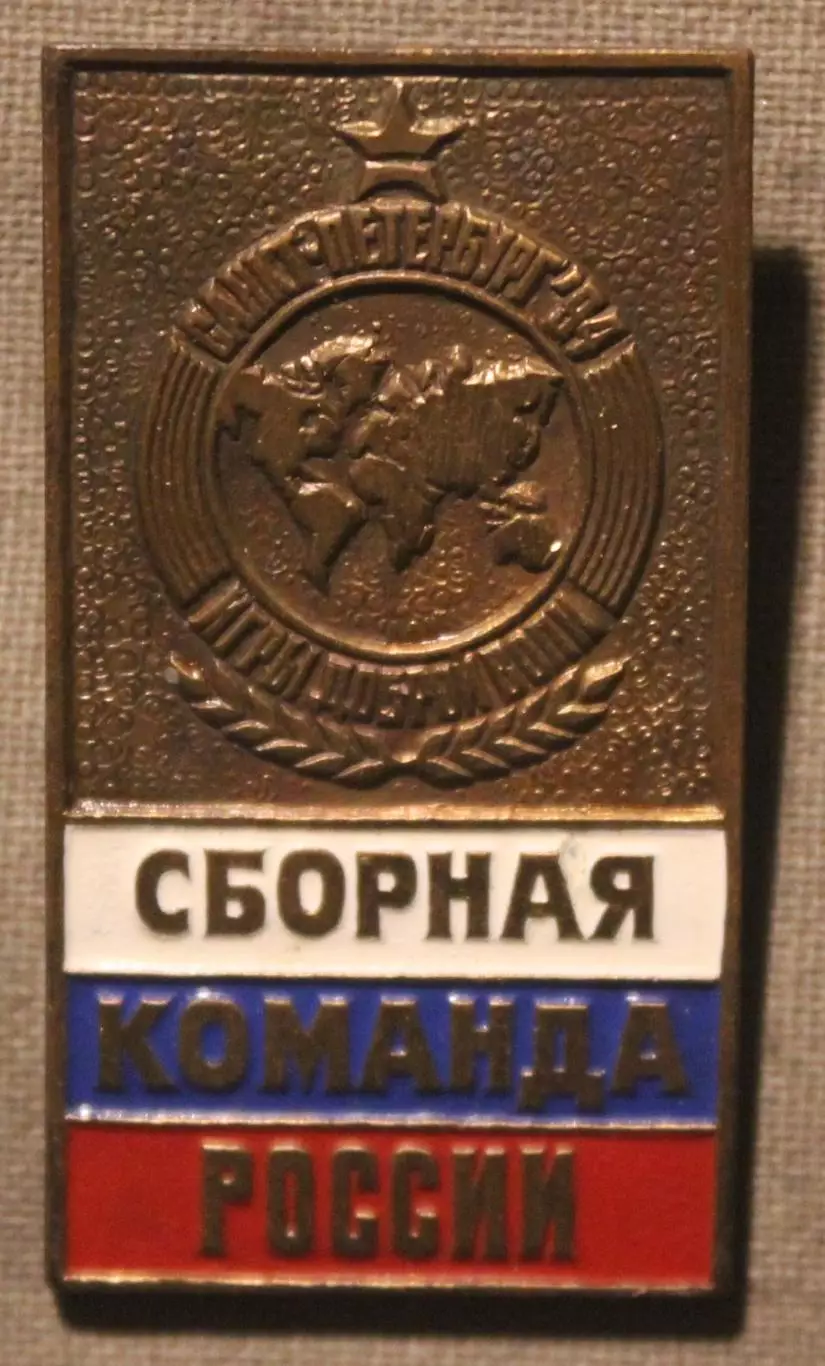 САНКТ-ПЕТЕРБУРГ'94
ИГРЫ ДОБРОЙ ВОЛИ
СБОРНАЯ
КОМАНДА
РОССИИ